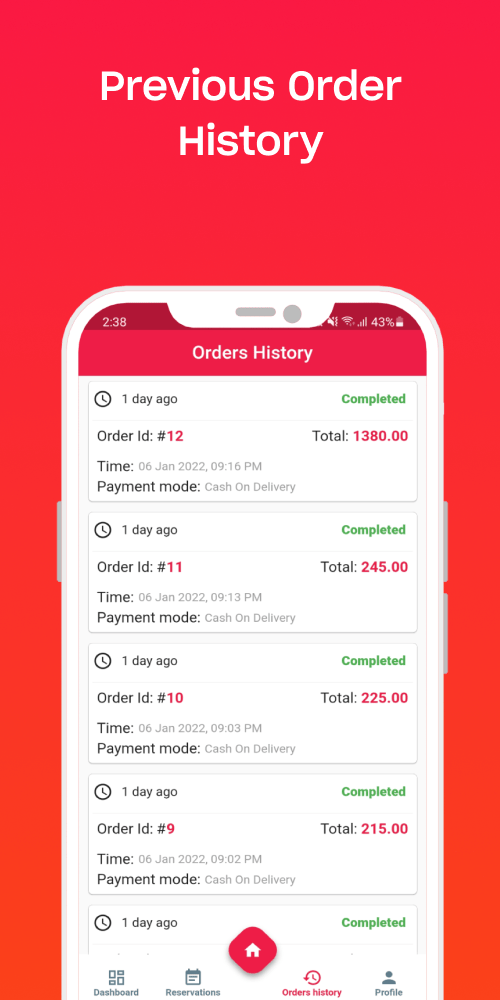 Previous Order
History
2:38
43%
Orders History
1 day ago Completed
Order Id: #12 Total: 1380.00
Time: 06 Jan 2022, 09:16 PM
Payment mode: Cash On Delivery
1 day ago Completed
Order Id: #11 Total: 245.00
Time: 06 Jan 2022, 09:13 PM
Payment mode: Cash On Delivery
1 day ago Completed
Order Id: #10 Total: 225.00
Time: 06 Jan 2022, 09:03 PM
Payment mode: Cash On Delivery
1 day ago Completed
Order Id: #9 Total: 215.00
Time: 06 Jan 2022, 09:02 PM
Payment mode: Cash On Delivery
1 day ago Completed
Dashboard Reservations Orders history Profile